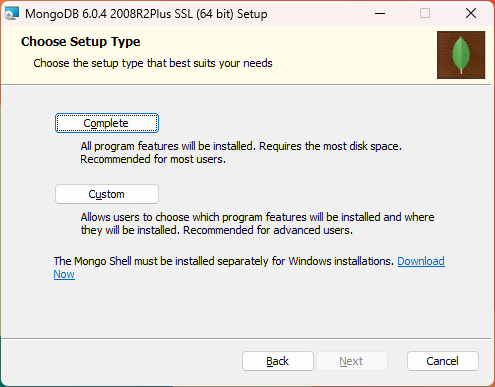 MongoDB 6.0.4 2008R2Plus SSL (64 bit) Setup
Choose Setup Type
Choose the setup type that best suits your needs
Complete
All program features will be installed. Requires the most disk space.
Recommended for most users.
Custom
Allows users to choose which program features will be installed and where
they will be installed. Recommended for advanced users.
The Mongo Shell must be installed separately for Windows installations. Download
Now
Back Next Cancel